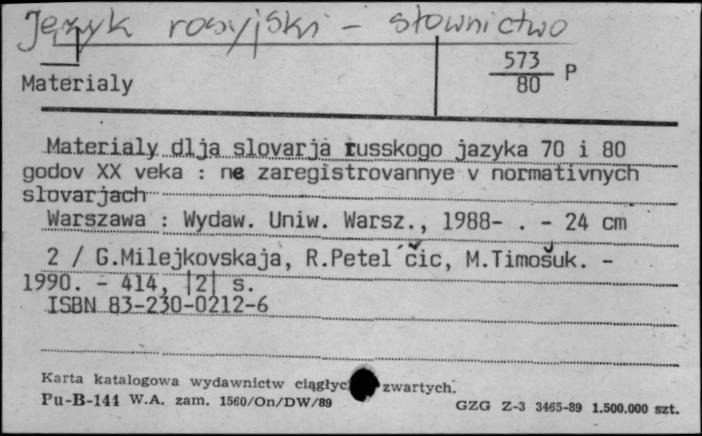 Język rosyjski - słownictwo
573
80 P
Materialy
Materialy dlja slovarja russkogo jazyka 70 i 80
godov XX veka : ne zaregistrovannye v normativnych
slovarjach
Warszawa : Wydaw. Uniw. Warsz., 1988- . - 24 cm
2 / G.Milejkovskaja, R.Petel´čic, M.Timošuk. -
1990. - 414, |2| s.
ISBN 83-230-0212-6
Karta katalogowa wydawnictw zwartych.
Pu-B-144 W.A. zam. 1560/On/DW/89
GZG Z-3 3465-89 1.500.000 szt.